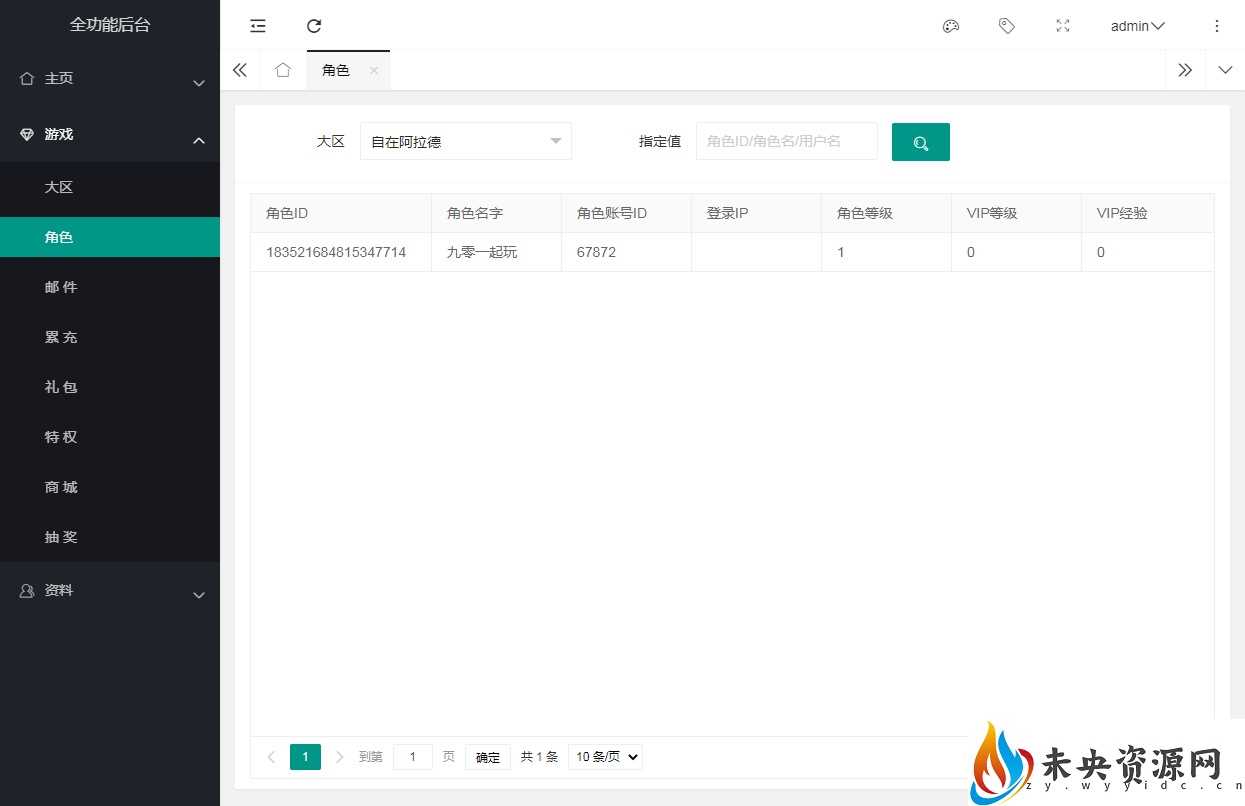 全功能后台
主页
游戏
大区
角色
邮 件
累 充
礼 包
特 权
商 城
抽 奖
资料
admin
角色
大区 自在阿拉德 指定值 角色ID/角色名/用户名
角色ID 角色名字 角色账号ID 登录IP 角色等级 VIP等级 VIP经验
183521684815347714 九零一起玩 67872 1 0 0
1 到第 1 页 确定 共 1 条 10 条/页
未央资源网
zy.wyyidc.cn